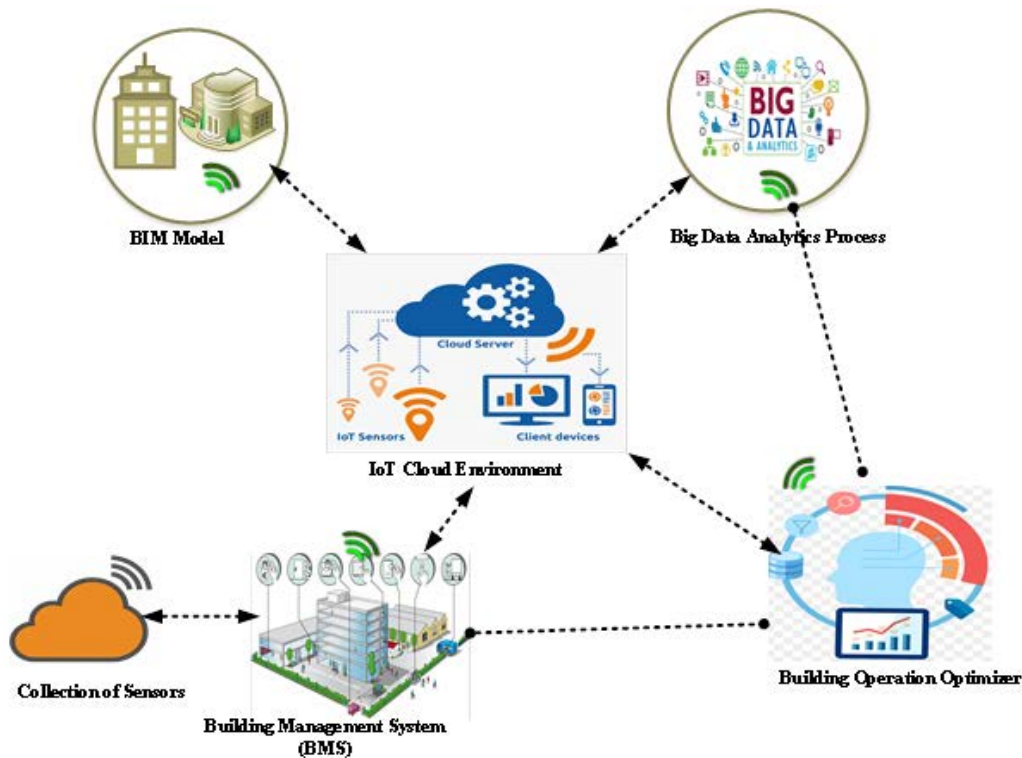 BIG
DATA
& ANALYTICS
BIM Model
Big Data Analytics Process
Cloud Server
IoT Sensors
Client devices
IoT Cloud Environment
Collection of Sensors
Building Management System
(BMS)
Building Operation Optimizer